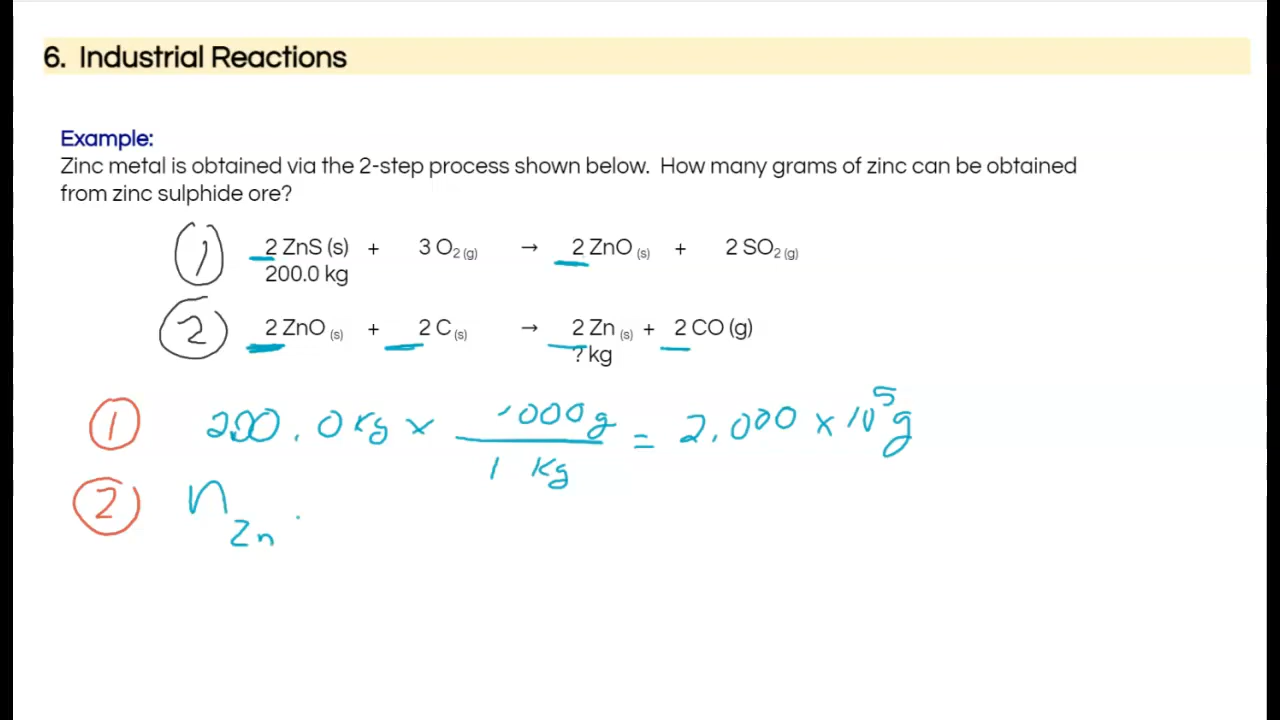 6. Industrial Reactions
Example:
Zinc metal is obtained via the 2-step process shown below. How many grams of zinc can be obtained
from zinc sulphide ore?
1 2 ZnS (s) + 3 O₂ (g) → 2 ZnO (s) + 2 SO₂ (g)
200.0 kg
2 2 ZnO (s) + 2 C (s) → 2 Zn (s) + 2 CO (g)
? kg
1 200.0 kg × 1000 g / 1 kg = 2.000 × 10⁵ g
2 n Zn